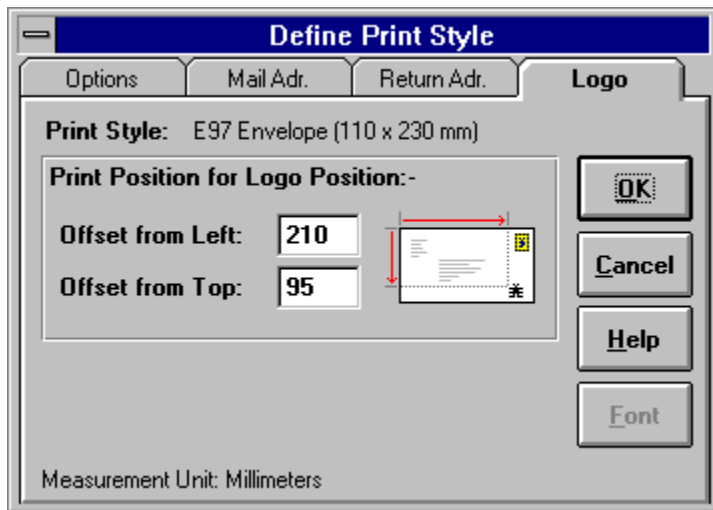 Define Print Style
Options Mail Adr. Return Adr. Logo
Print Style: E97 Envelope (110 x 230 mm)
Print Position for Logo Position:-
Offset from Left: 210
Offset from Top: 95
OK
Cancel
Help
Font
Measurement Unit: Millimeters